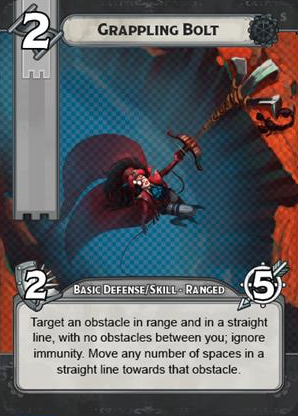 2
GRAPPLING BOLT
S
2
BASIC DEFENSE/SKILL - RANGED
5
Target an obstacle in range and in a straight
line, with no obstacles between you; ignore
immunity. Move any number of spaces in a
straight line towards that obstacle.